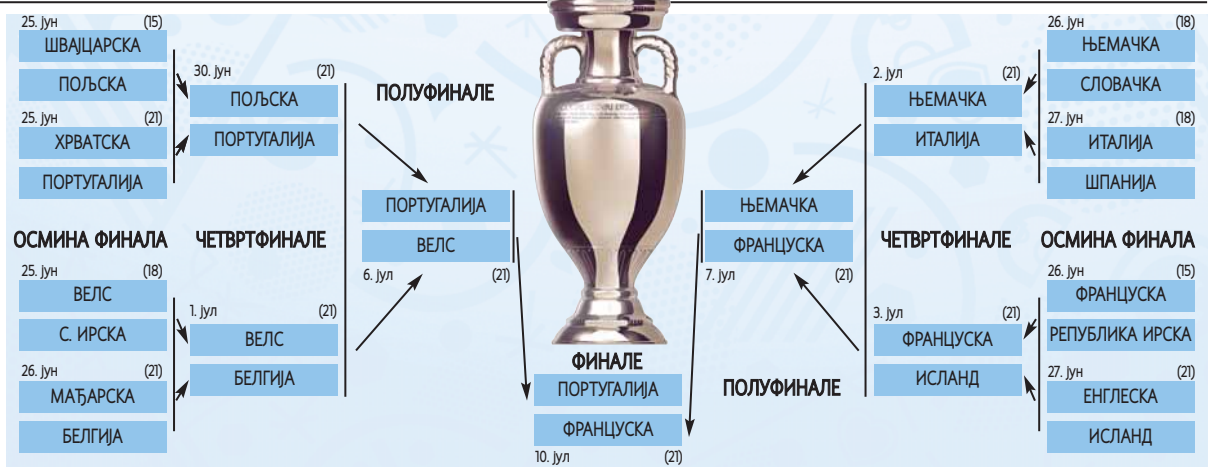 25. јун (15)
ШВАЈЦАРСКА
ПОЉСКА
25. јун (21)
ХРВАТСКА
ПОРТУГАЛИЈА
30. јун (21)
ПОЉСКА
ПОРТУГАЛИЈА
ПОЛУФИНАЛЕ
ПОРТУГАЛИЈА
ВЕЛС
6. јул (21)
ОСМИНА ФИНАЛА
ЧЕТВРТФИНАЛЕ
25. јун (18)
ВЕЛС
С. ИРСКА
26. јун (21)
МАЂАРСКА
БЕЛГИЈА
1. јул (21)
ВЕЛС
БЕЛГИЈА
ФИНАЛЕ
ПОРТУГАЛИЈА
ФРАНЦУСКА
10. јул (21)
26. јун (18)
ЊЕМАЧКА
СЛОВАЧКА
27. јун (18)
ИТАЛИЈА
ШПАНИЈА
2. јул (21)
ЊЕМАЧКА
ИТАЛИЈА
ЊЕМАЧКА
ФРАНЦУСКА
7. јул (21)
ЧЕТВРТФИНАЛЕ
ОСМИНА ФИНАЛА
26. јун (15)
ФРАНЦУСКА
РЕПУБЛИКА ИРСКА
27. јун (21)
ЕНГЛЕСКА
ИСЛАНД
3. јул (21)
ФРАНЦУСКА
ИСЛАНД
ПОЛУФИНАЛЕ